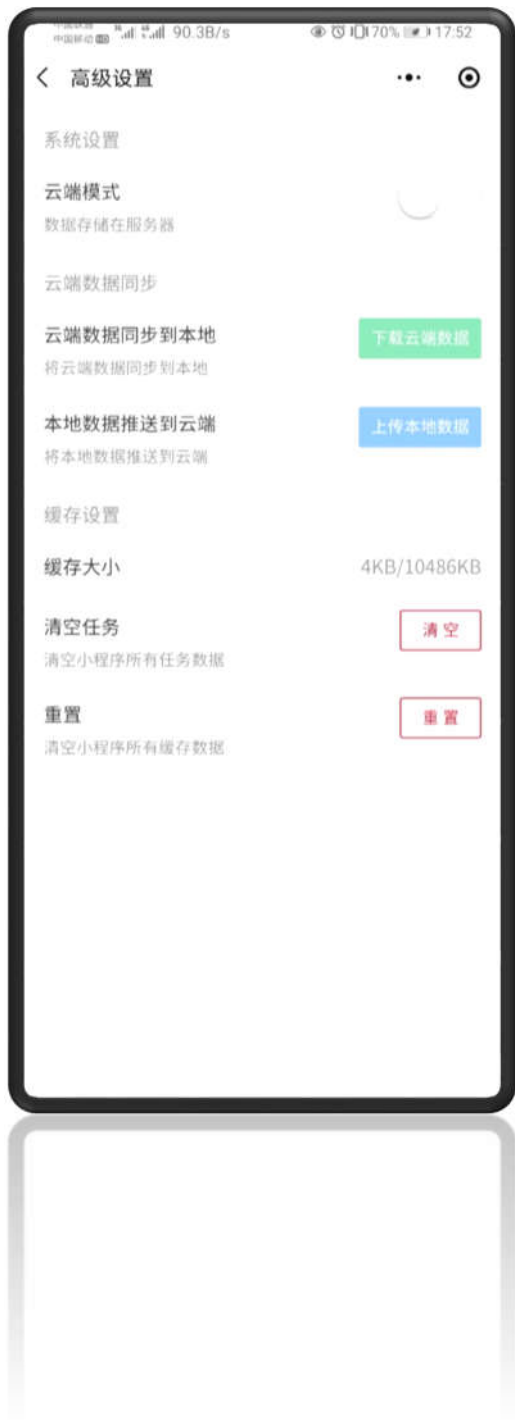 中国移动 HD 90.3B/s 70% 17:52
高级设置
系统设置
云端模式
数据存储在服务器
云端数据同步
云端数据同步到本地 下载云端数据
将云端数据同步到本地
本地数据推送到云端 上传本地数据
将本地数据推送到云端
缓存设置
缓存大小 4KB/10486KB
清空任务 清空
清空小程序所有任务数据
重置 重置
清空小程序所有缓存数据